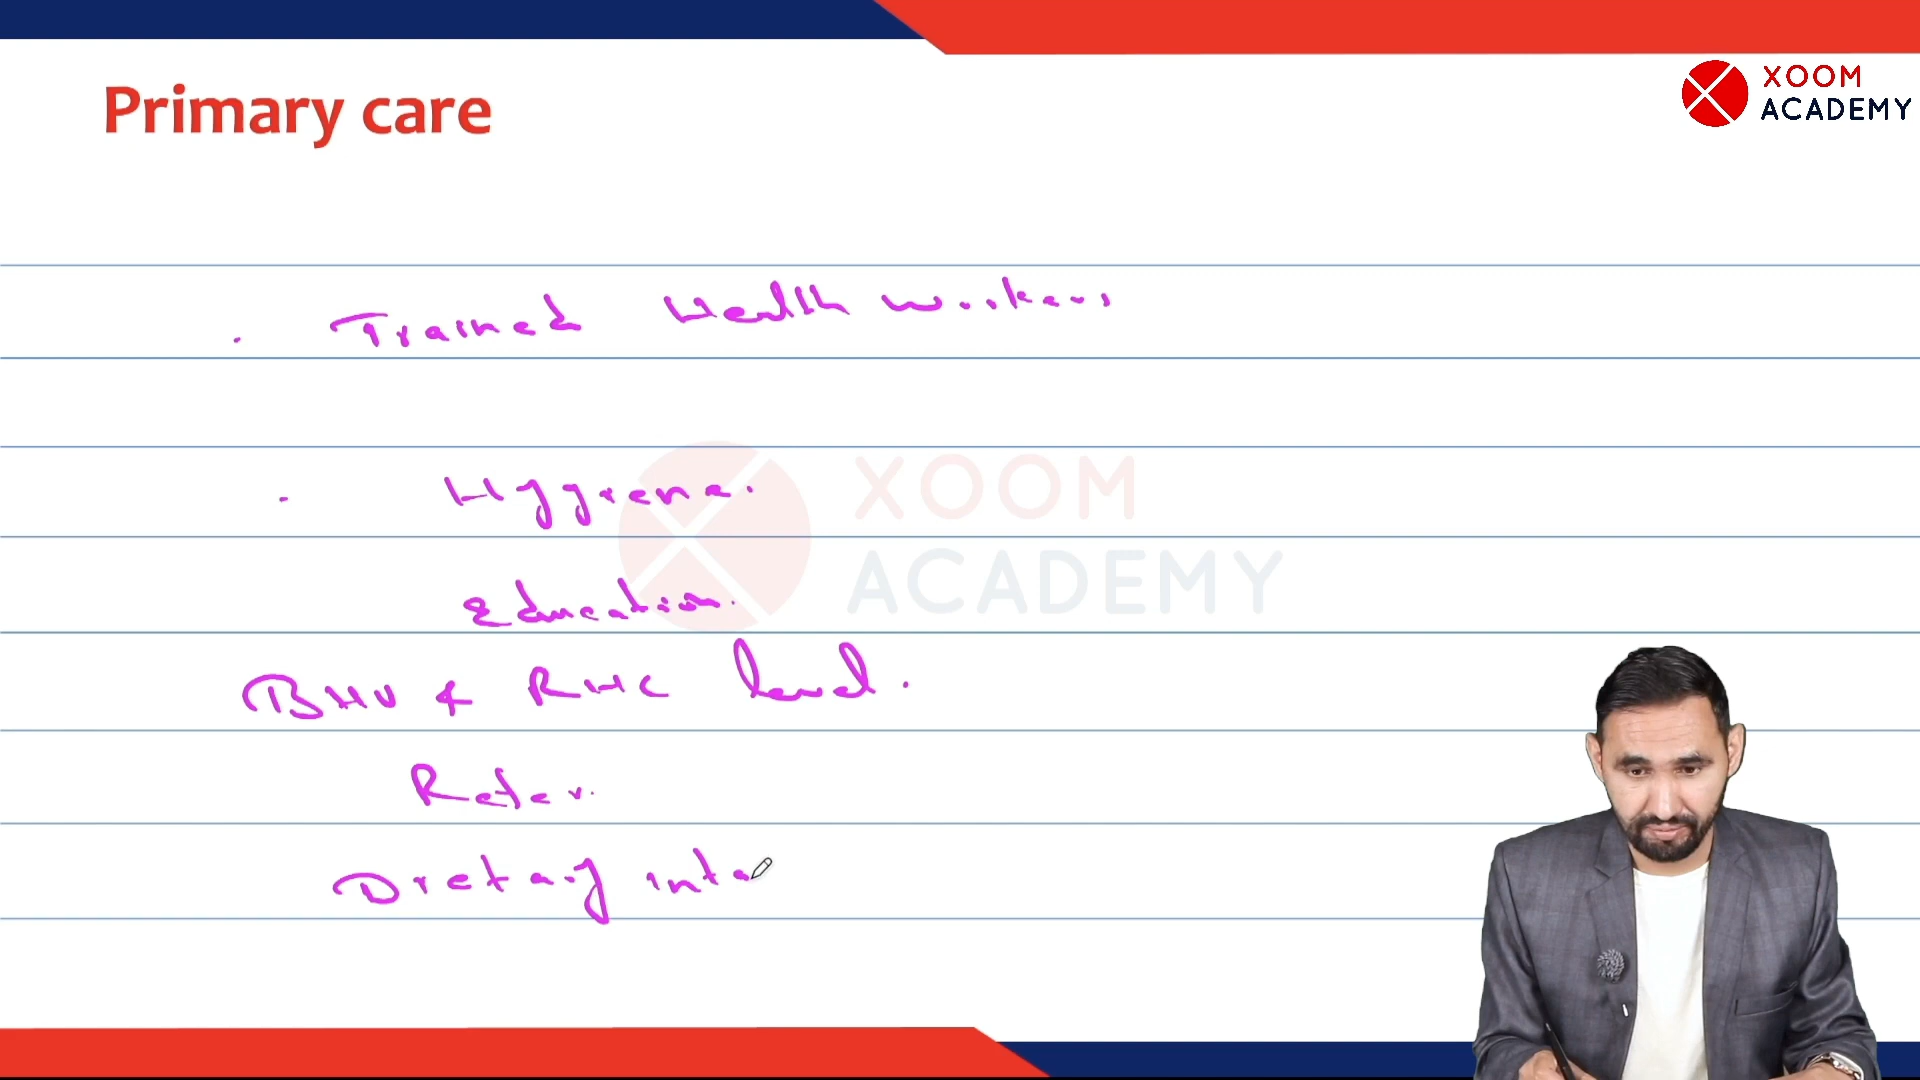 XOOM
ACADEMY
Primary care
. Trained Health workers
. Hygiene.
XOOM
ACADEMY
Education.
BHU & RHC level.
Refer.
Dietary inta